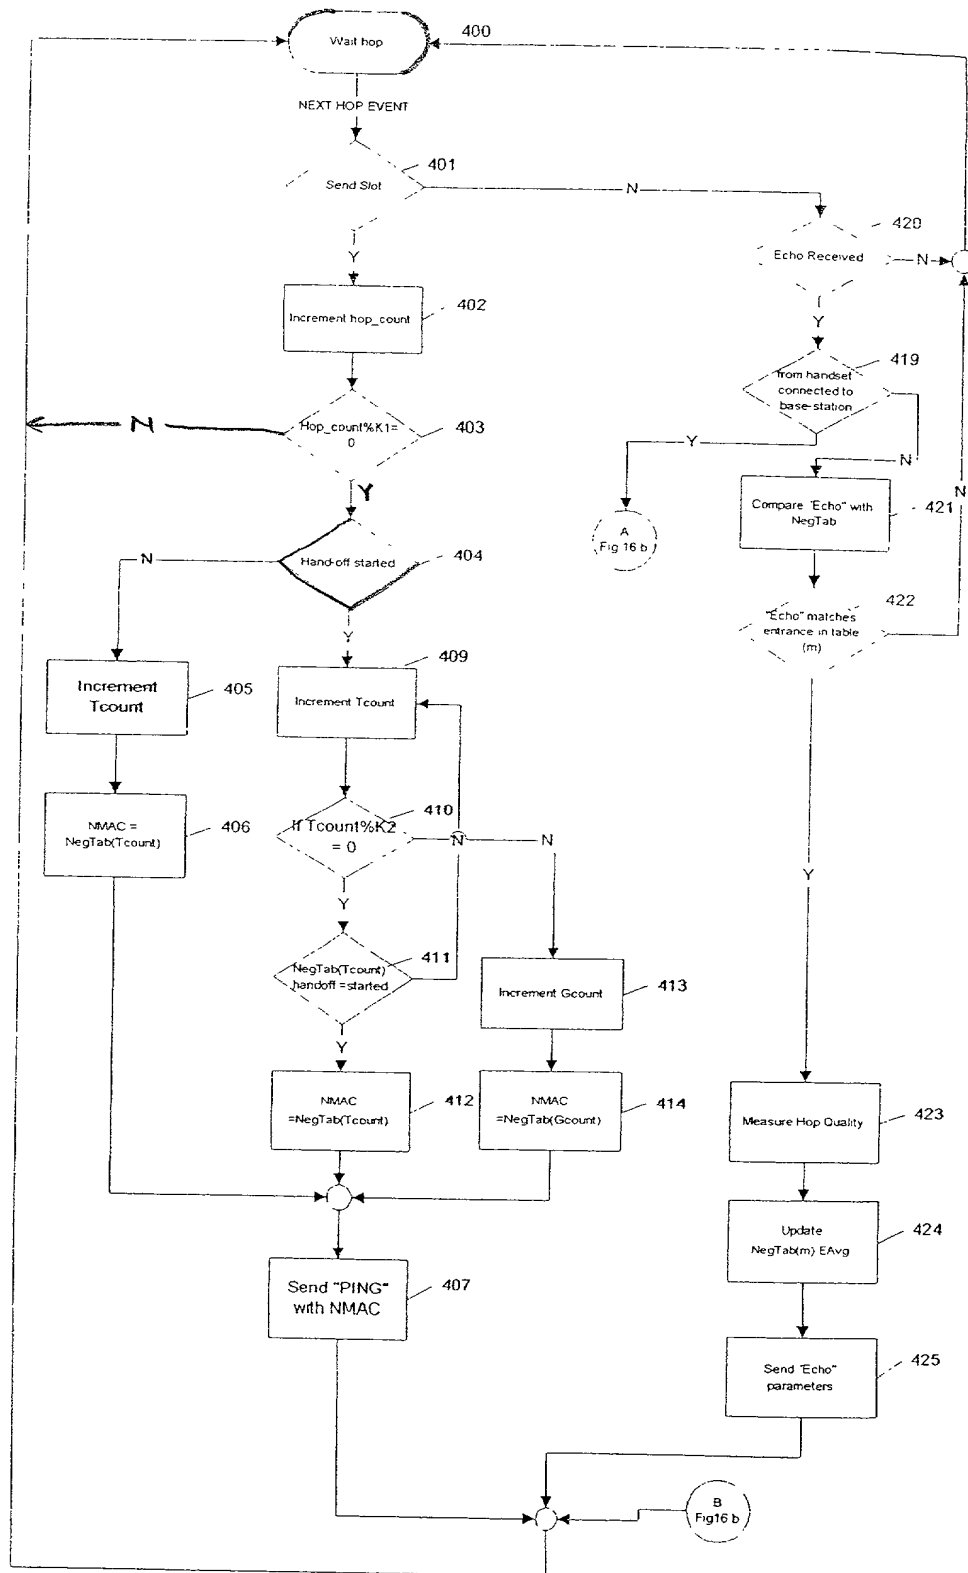 Wait hop
400
NEXT HOP EVENT
Send Slot
401
N
Y
Echo Received
420
N
Y
Increment hop_count
402
from handset
connected to
base-station
419
Y
N
Hop_count%K1=
0
403
N
Y
A
Fig 16 b
Compare "Echo" with
NegTab
421
N
Hand-off started
404
N
Y
"Echo" matches
entrance in table
(m)
422
Increment
Tcount
405
Increment Tcount
409
NMAC =
NegTab(Tcount)
406
If Tcount%K2
= 0
410
N
N
Y
Y
NegTab(Tcount)
handoff =started
411
Y
Increment Gcount
413
NMAC
=NegTab(Tcount)
412
NMAC
=NegTab(Gcount)
414
Measure Hop Quality
423
Update
NegTab(m) EAvg
424
Send "PING"
with NMAC
407
Send "Echo"
parameters
425
B
Fig16 b